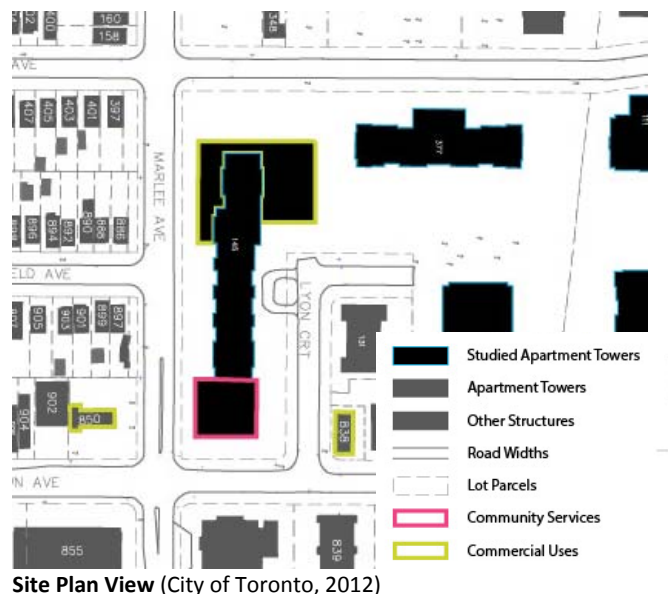 400
160
158
348
AVE
407
405
403
401
397
MARLEE AVE
377
145
896
894
892
890
888
886
ELD AVE
LYON CRT
905
903
901
899
897
131
902
904
850
838
ON AVE
855
839
Studied Apartment Towers
Apartment Towers
Other Structures
Road Widths
Lot Parcels
Community Services
Commercial Uses
Site Plan View (City of Toronto, 2012)